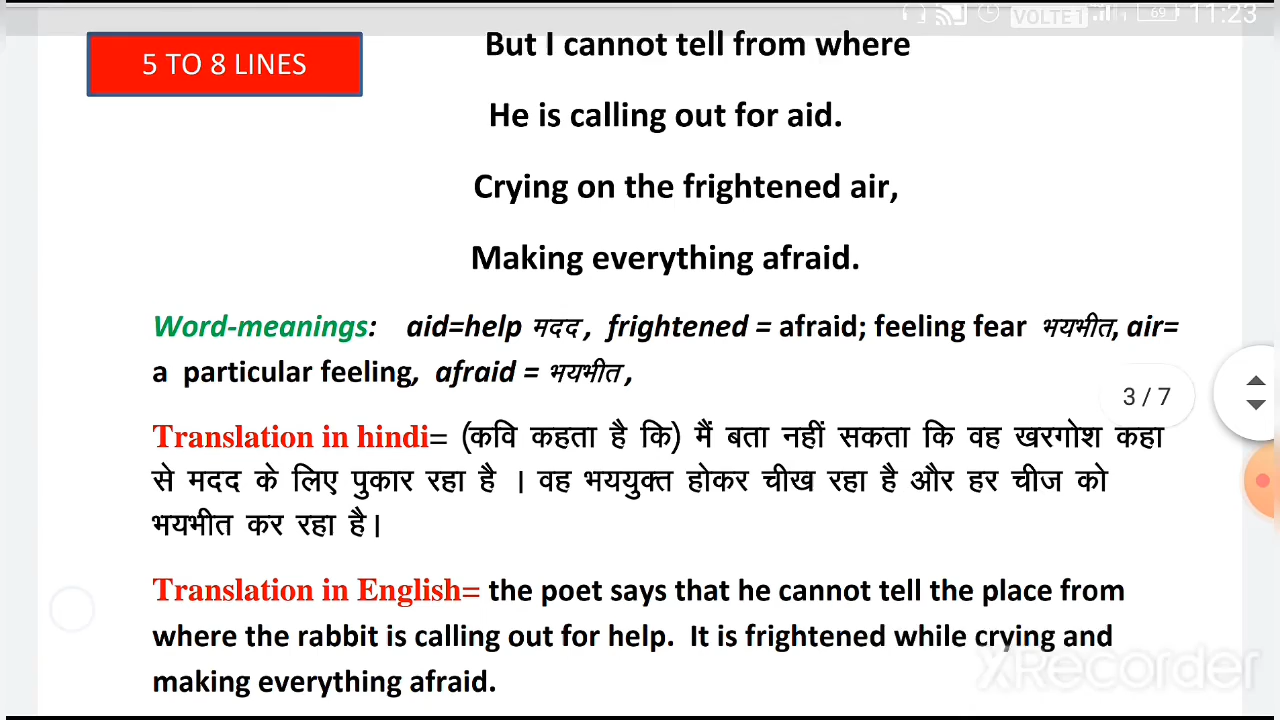 VOLTE 1 69 11:23
But I cannot tell from where
5 TO 8 LINES
He is calling out for aid.
Crying on the frightened air,
Making everything afraid.
Word-meanings: aid=help मदद , frightened = afraid; feeling fear भयभीत, air=
a particular feeling, afraid = भयभीत ,
3 / 7
Translation in hindi= (कवि कहता है कि) मैं बता नहीं सकता कि वह खरगोश कहा
से मदद के लिए पुकार रहा है । वह भययुक्त होकर चीख रहा है और हर चीज को
भयभीत कर रहा है।
Translation in English= the poet says that he cannot tell the place from
where the rabbit is calling out for help. It is frightened while crying and
making everything afraid.
XRecorder